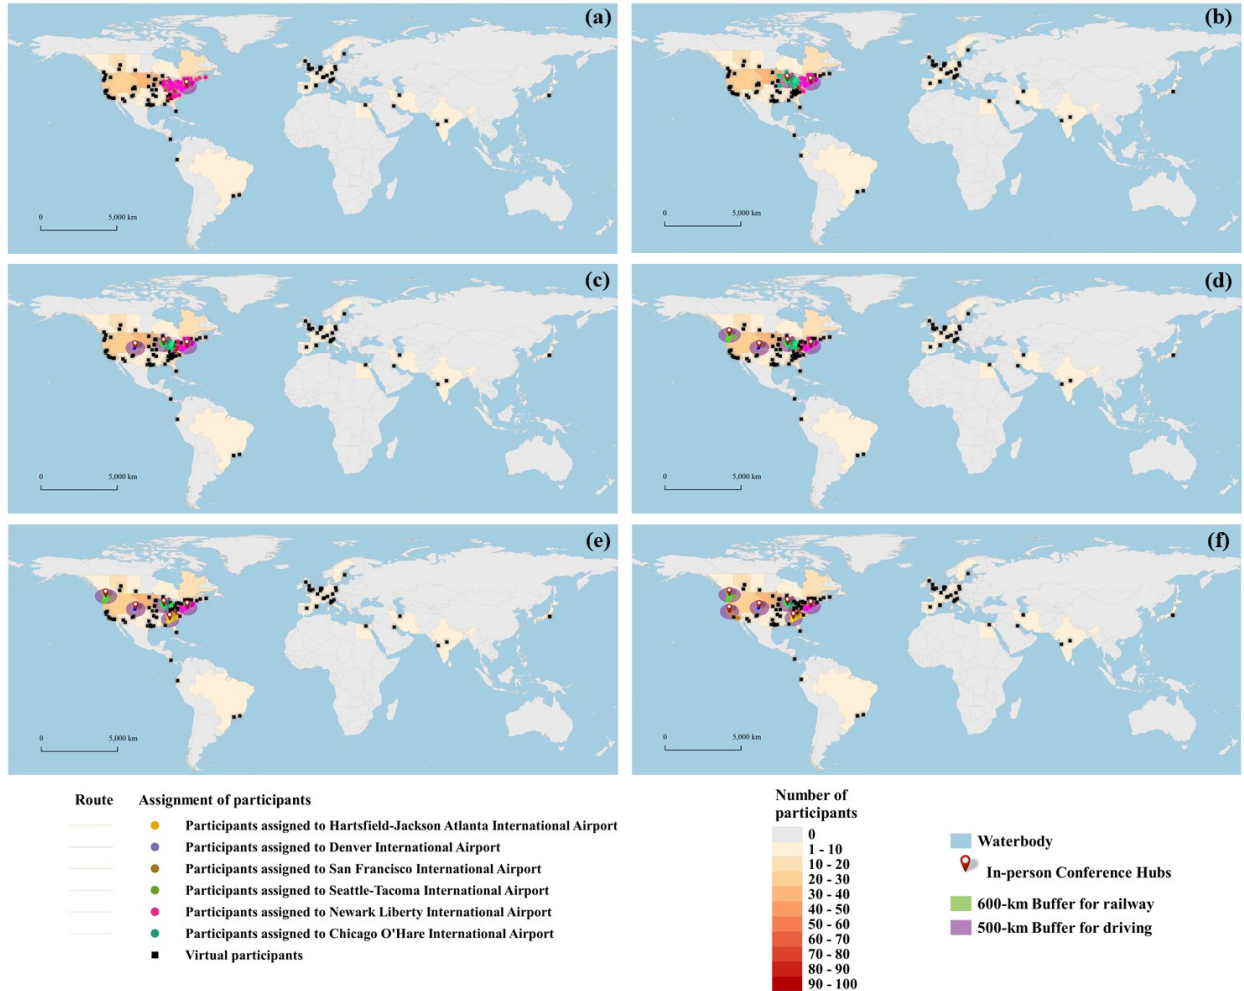 (a)
(b)
0 5,000 km
0 5,000 km
(c)
(d)
0 5,000 km
0 5,000 km
(e)
(f)
0 5,000 km
0 5,000 km
Route Assignment of participants
Participants assigned to Hartsfield-Jackson Atlanta International Airport
Participants assigned to Denver International Airport
Participants assigned to San Francisco International Airport
Participants assigned to Seattle-Tacoma International Airport
Participants assigned to Newark Liberty International Airport
Participants assigned to Chicago O'Hare International Airport
Virtual participants
Number of
participants
0
1 - 10
10 - 20
20 - 30
30 - 40
40 - 50
50 - 60
60 - 70
70 - 80
80 - 90
90 - 100
Waterbody
In-person Conference Hubs
600-km Buffer for railway
500-km Buffer for driving